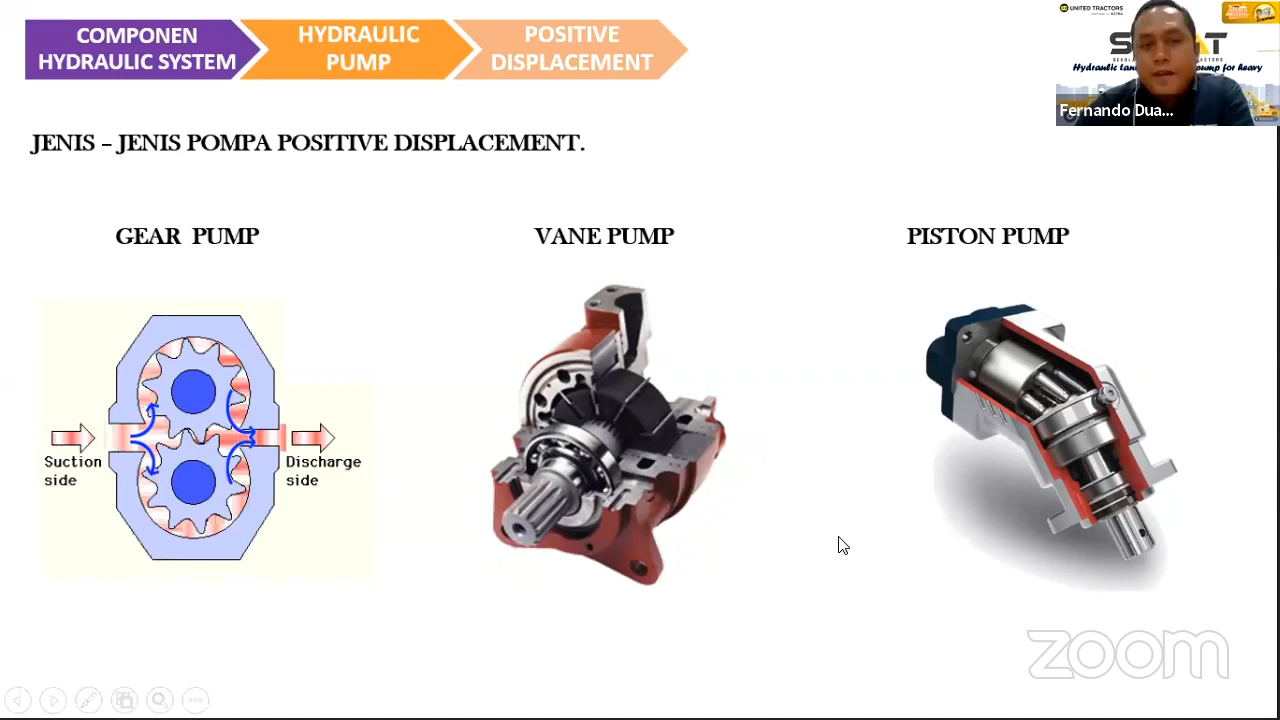 COMPONEN
HYDRAULIC SYSTEM
HYDRAULIC
PUMP
POSITIVE
DISPLACEMENT
UNITED TRACTORS
Fernando Dua...
JENIS – JENIS POMPA POSITIVE DISPLACEMENT.
GEAR PUMP
VANE PUMP
PISTON PUMP
Suction
side
Discharge
side
zoom